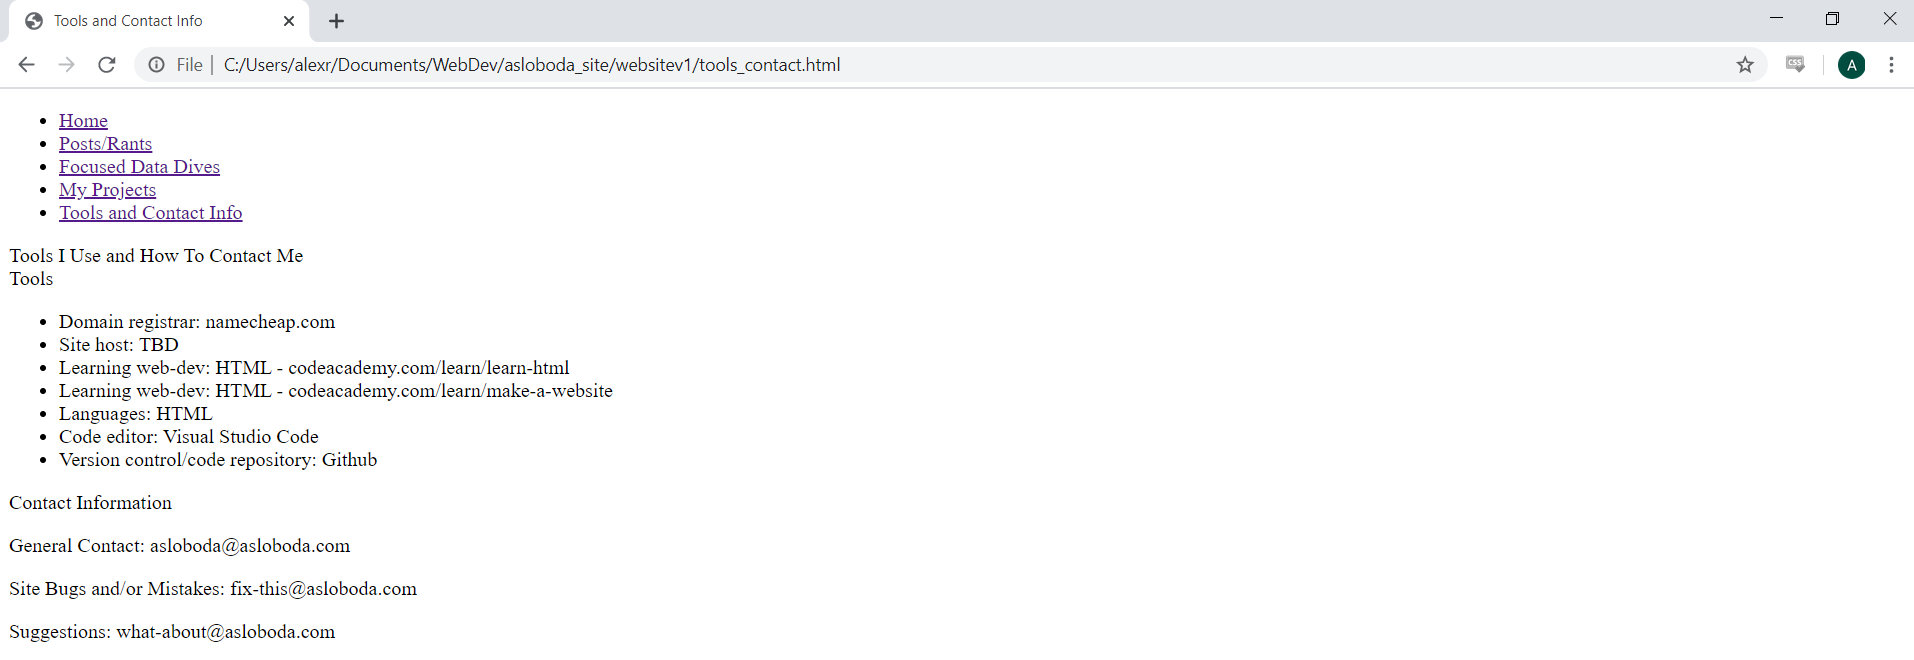 Tools and Contact Info
File | C:/Users/alexr/Documents/WebDev/asloboda_site/websitev1/tools_contact.html
CSS
A
Home
Posts/Rants
Focused Data Dives
My Projects
Tools and Contact Info
Tools I Use and How To Contact Me
Tools
Domain registrar: namecheap.com
Site host: TBD
Learning web-dev: HTML - codeacademy.com/learn/learn-html
Learning web-dev: HTML - codeacademy.com/learn/make-a-website
Languages: HTML
Code editor: Visual Studio Code
Version control/code repository: Github
Contact Information
General Contact: asloboda@asloboda.com
Site Bugs and/or Mistakes: fix-this@asloboda.com
Suggestions: what-about@asloboda.com